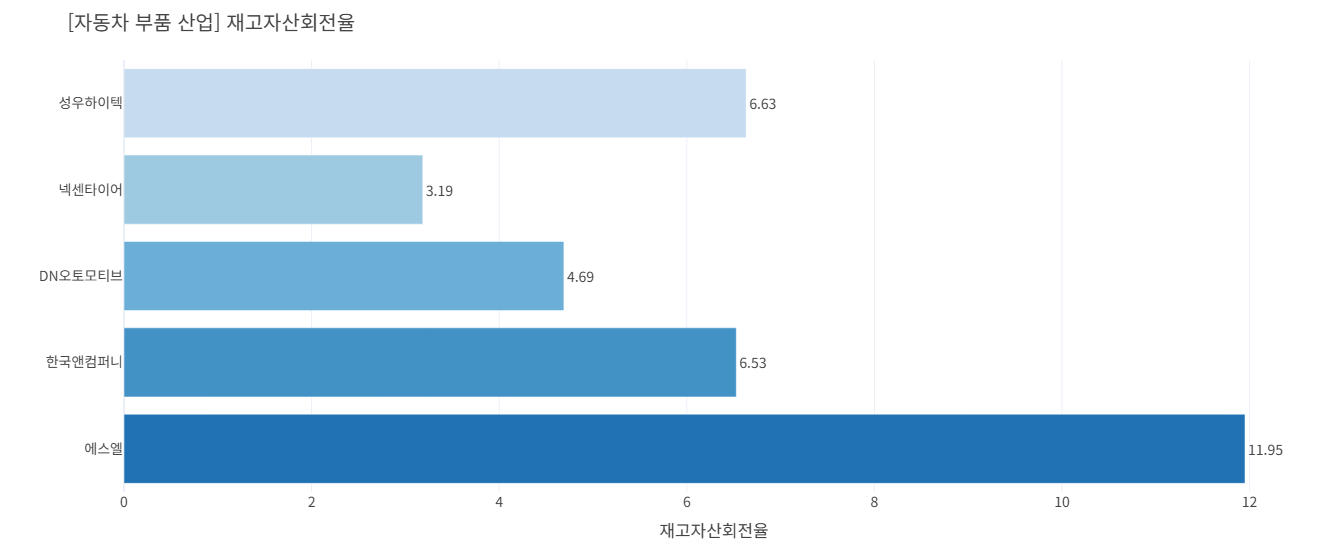 [자동차 부품 산업] 재고자산회전율
성우하이텍
6.63
넥센타이어
3.19
DN오토모티브
4.69
한국앤컴퍼니
6.53
에스엘
11.95
0 2 4 6 8 10 12
재고자산회전율